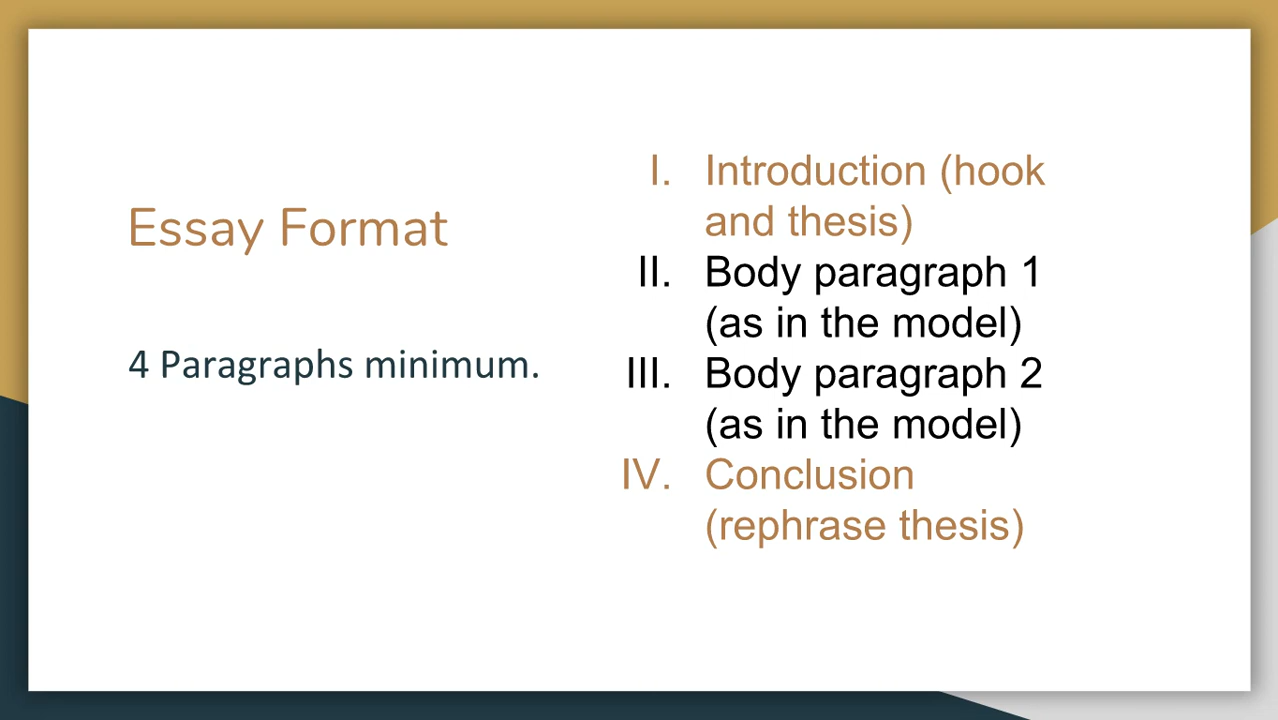 Essay Format
4 Paragraphs minimum.
I. Introduction (hook
and thesis)
II. Body paragraph 1
(as in the model)
III. Body paragraph 2
(as in the model)
IV. Conclusion
(rephrase thesis)